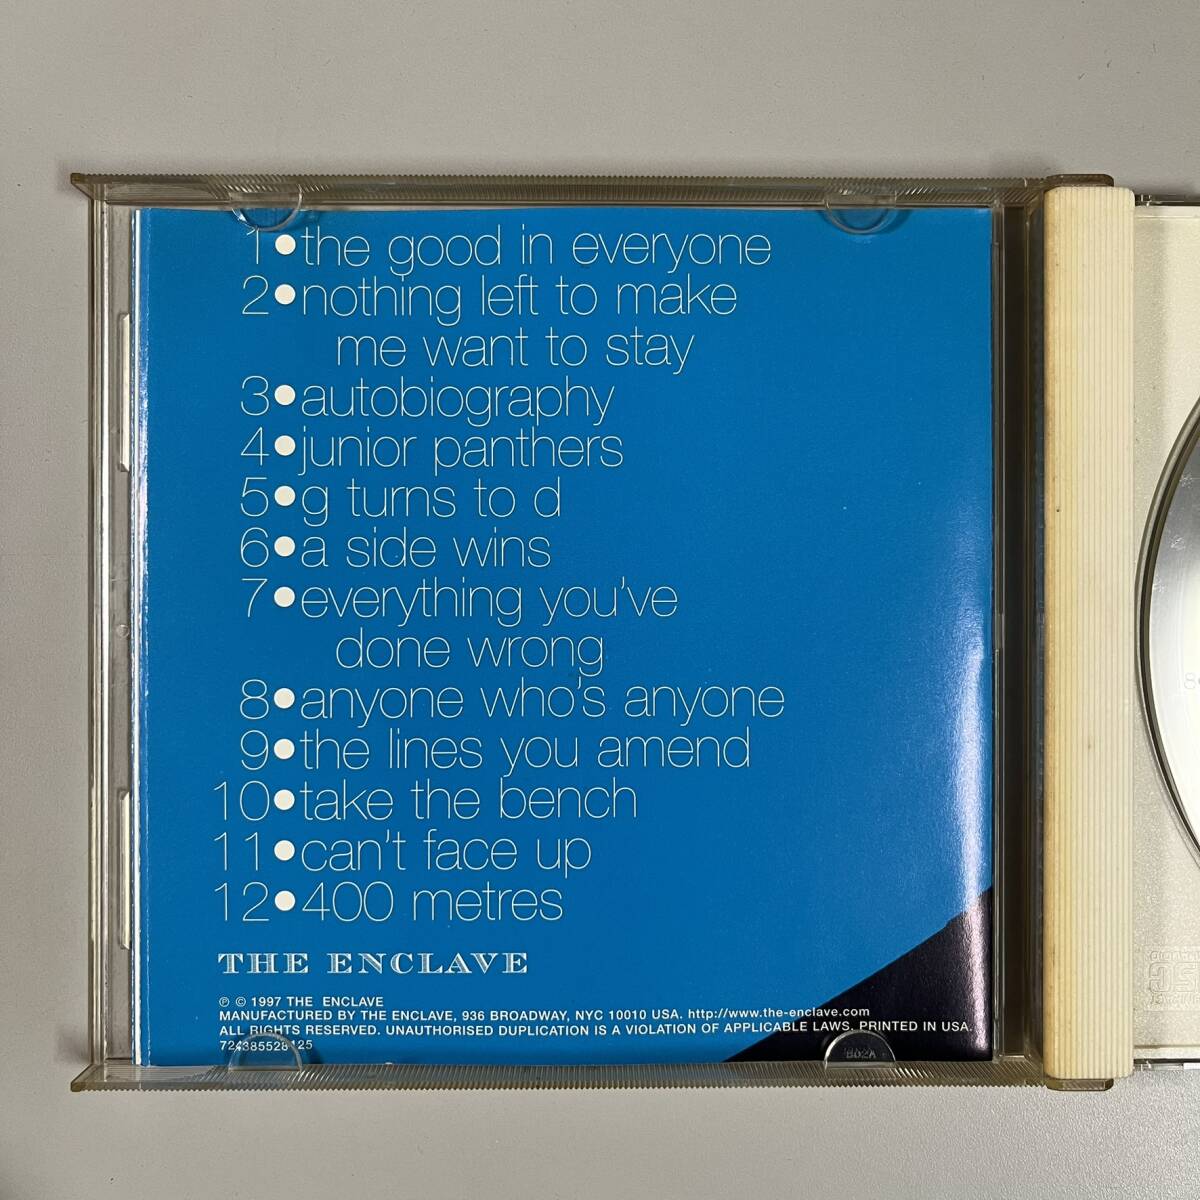 1•the good in everyone
2•nothing left to make
me want to stay
3•autobiography
4•junior panthers
5•g turns to d
6•a side wins
7•everything you've
done wrong
8•anyone who's anyone
9•the lines you amend
10•take the bench
11•can't face up
12•400 metres
THE ENCLAVE
℗ © 1997 THE ENCLAVE
MANUFACTURED BY THE ENCLAVE, 936 BROADWAY, NYC 10010 USA. http://www.the-enclave.com
ALL RIGHTS RESERVED. UNAUTHORISED DUPLICATION IS A VIOLATION OF APPLICABLE LAWS. PRINTED IN USA.
724385528125